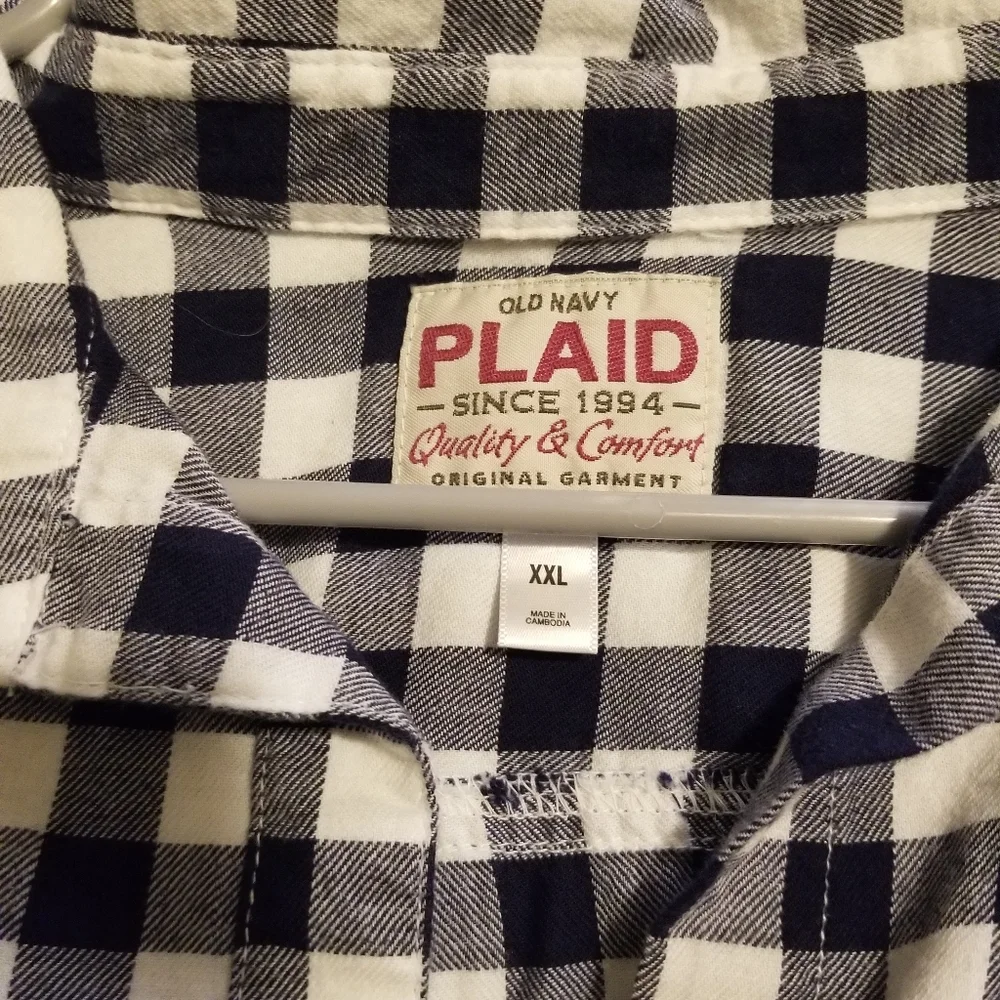 OLD NAVY
PLAID
— SINCE 1994 —
Quality & Comfort
ORIGINAL GARMENT
XXL
MADE IN
CAMBODIA